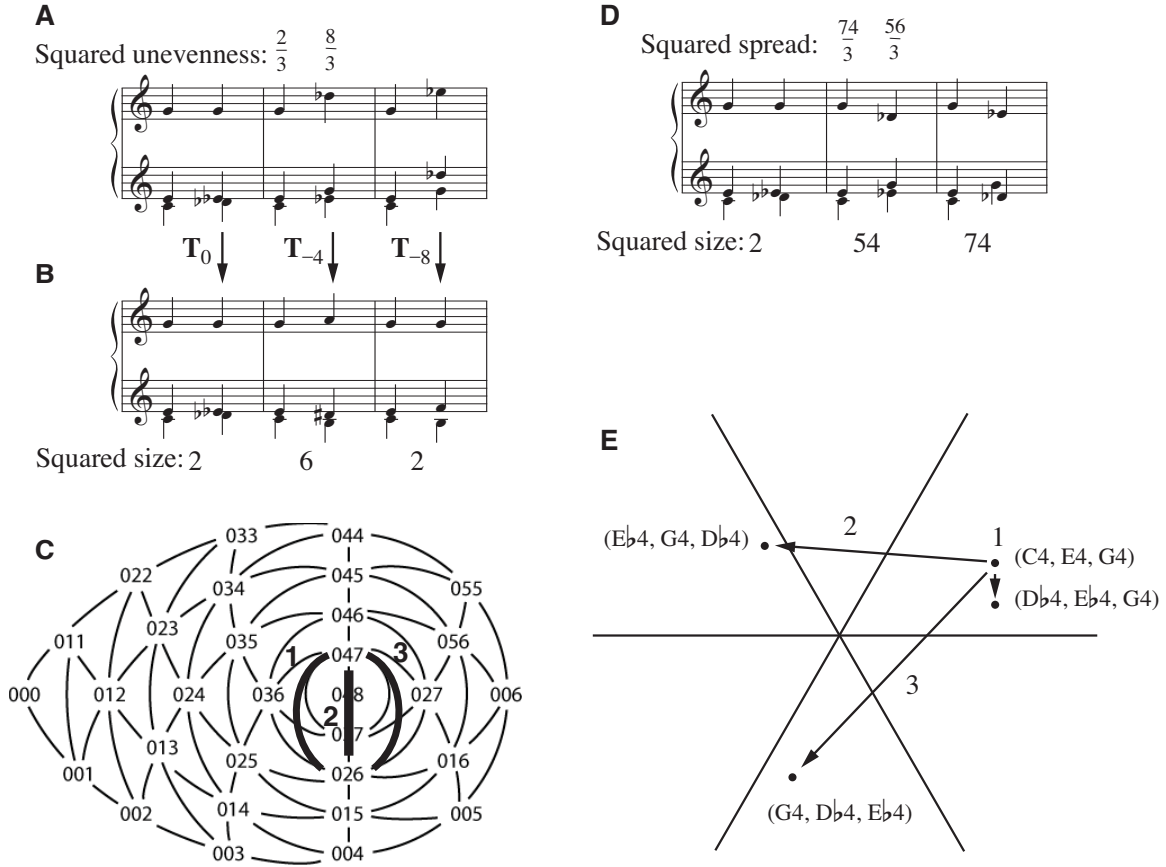 A
Squared unevenness: 2/3 8/3
T₀ T₋₄ T₋₈
B
Squared size: 2 6 2
C
033 044
022 045 055
034
046
011 023 035 056
047
1 3
000 012 024 036 048 027 006
2
037
013 025 026 016
001
002 014 015 005
003 004
D
Squared spread: 74/3 56/3
Squared size: 2 54 74
E
(E♭4, G4, D♭4) 2 1
(C4, E4, G4)
(D♭4, E♭4, G4)
3
(G4, D♭4, E♭4)